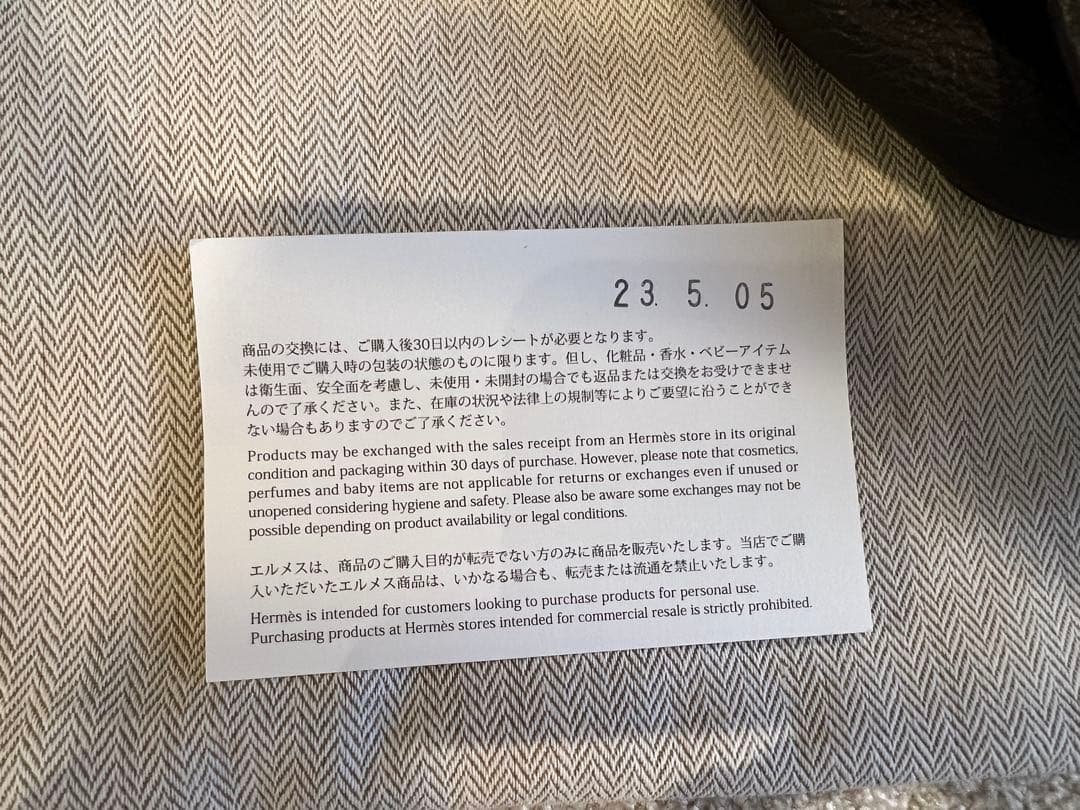 23. 5. 05
商品の交換には、ご購入後30日以内のレシートが必要となります。
未使用でご購入時の包装の状態のものに限ります。但し、化粧品・香水・ベビーアイテム
は衛生面、安全面を考慮し、未使用・未開封の場合でも返品または交換をお受けできませ
んので了承ください。また、在庫の状況や法律上の規制等によりご要望に沿うことができ
ない場合もありますのでご了承ください。
Products may be exchanged with the sales receipt from an Hermès store in its original
condition and packaging within 30 days of purchase. However, please note that cosmetics,
perfumes and baby items are not applicable for returns or exchanges even if unused or
unopened considering hygiene and safety. Please also be aware some exchanges may not be
possible depending on product availability or legal conditions.
エルメスは、商品のご購入目的が転売でない方のみに商品を販売いたします。当店でご購
入いただいたエルメス商品は、いかなる場合も、転売または流通を禁止いたします。
Hermès is intended for customers looking to purchase products for personal use.
Purchasing products at Hermès stores intended for commercial resale is strictly prohibited.